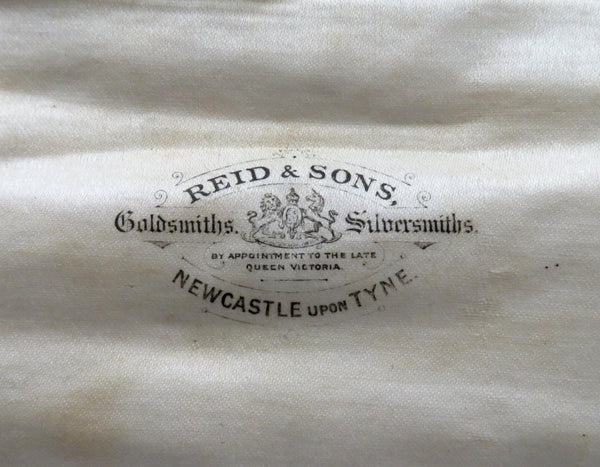 REID & SONS,
Goldsmiths. Silversmiths.
BY APPOINTMENT TO THE LATE
QUEEN VICTORIA.
NEWCASTLE UPON TYNE.